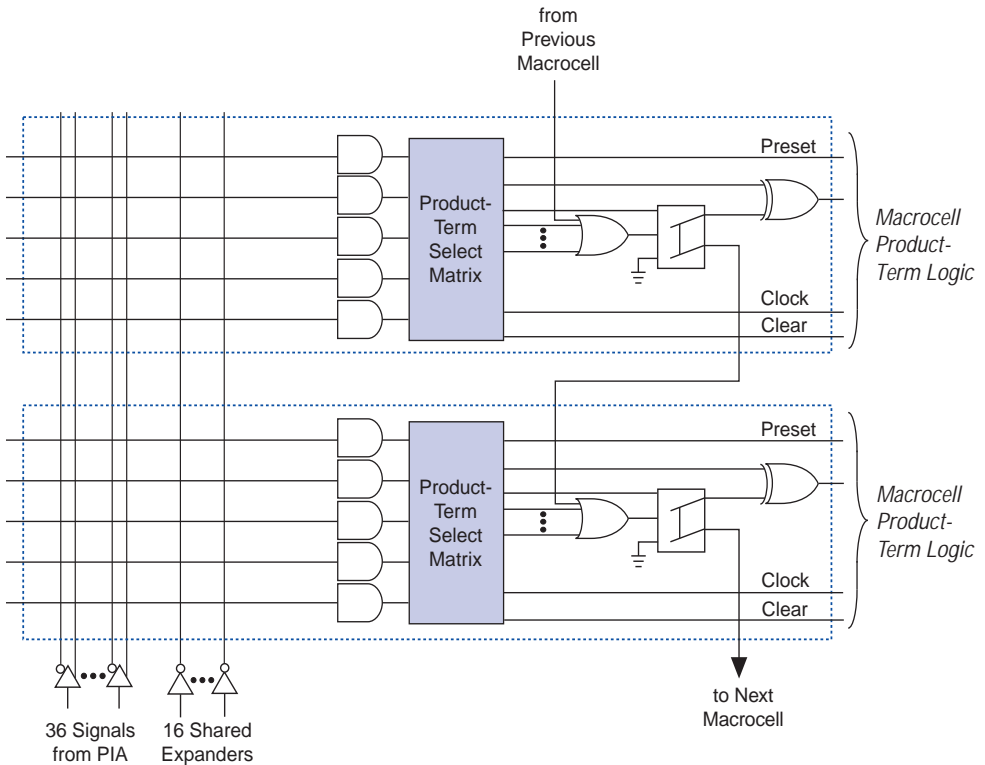 from
Previous
Macrocell
Preset
Product-
Term
Select
Matrix
Macrocell
Product-
Term Logic
Clock
Clear
Preset
Product-
Term
Select
Matrix
Macrocell
Product-
Term Logic
Clock
Clear
36 Signals
from PIA
16 Shared
Expanders
to Next
Macrocell